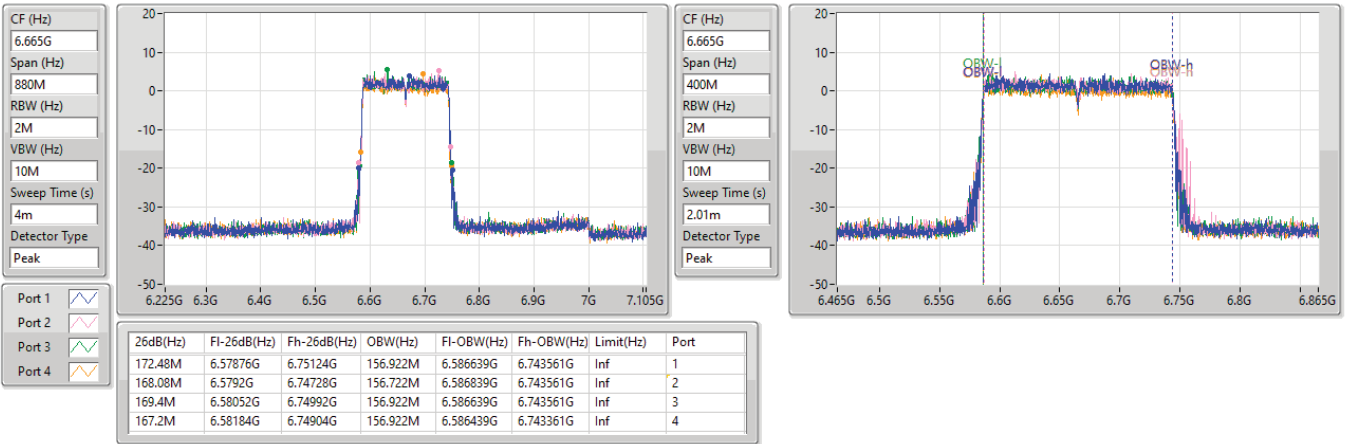 CF (Hz)
6.665G
Span (Hz)
880M
RBW (Hz)
2M
VBW (Hz)
10M
Sweep Time (s)
4m
Detector Type
Peak
20
10
0
-10
-20
-30
-40
-50
6.225G 6.3G 6.4G 6.5G 6.6G 6.7G 6.8G 6.9G 7G 7.105G
CF (Hz)
6.665G
Span (Hz)
400M
RBW (Hz)
2M
VBW (Hz)
10M
Sweep Time (s)
2.01m
Detector Type
Peak
20
10
0
-10
-20
-30
-40
-50
OBW-l
OBW-l
OBW-h
OBW-h
6.465G 6.5G 6.55G 6.6G 6.65G 6.7G 6.75G 6.8G 6.865G
Port 1
Port 2
Port 3
Port 4
26dB(Hz) Fl-26dB(Hz) Fh-26dB(Hz) OBW(Hz) Fl-OBW(Hz) Fh-OBW(Hz) Limit(Hz) Port
172.48M 6.57876G 6.75124G 156.922M 6.586639G 6.743561G Inf 1
168.08M 6.5792G 6.74728G 156.722M 6.586839G 6.743561G Inf 2
169.4M 6.58052G 6.74992G 156.922M 6.586639G 6.743561G Inf 3
167.2M 6.58184G 6.74904G 156.922M 6.586439G 6.743361G Inf 4